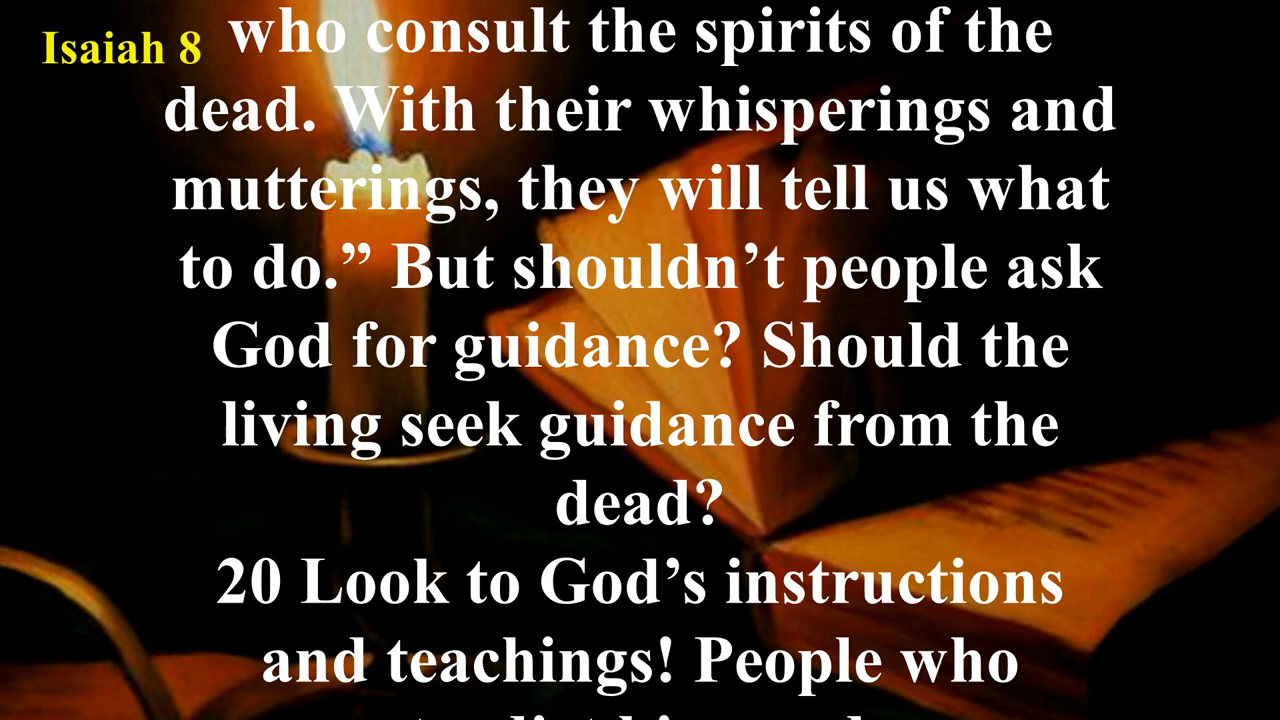 Isaiah 8
who consult the spirits of the
dead. With their whisperings and
mutterings, they will tell us what
to do.” But shouldn’t people ask
God for guidance? Should the
living seek guidance from the
dead?
20 Look to God’s instructions
and teachings! People who